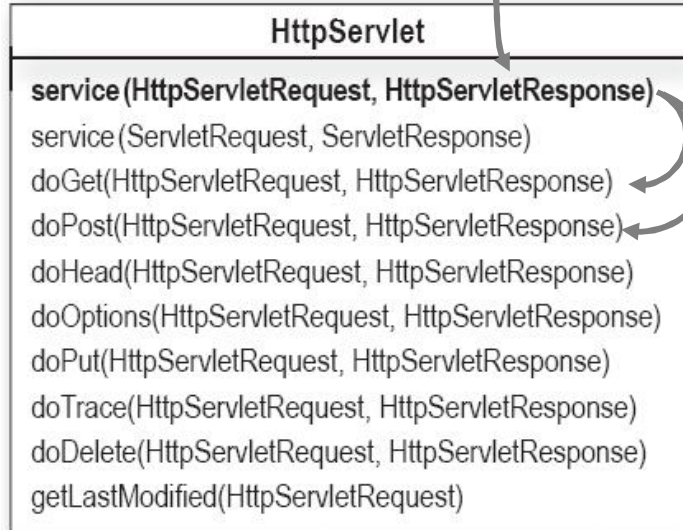 HttpServlet
service(HttpServletRequest, HttpServletResponse)
service(ServletRequest, ServletResponse)
doGet(HttpServletRequest, HttpServletResponse)
doPost(HttpServletRequest, HttpServletResponse)
doHead(HttpServletRequest, HttpServletResponse)
doOptions(HttpServletRequest, HttpServletResponse)
doPut(HttpServletRequest, HttpServletResponse)
doTrace(HttpServletRequest, HttpServletResponse)
doDelete(HttpServletRequest, HttpServletResponse)
getLastModified(HttpServletRequest)